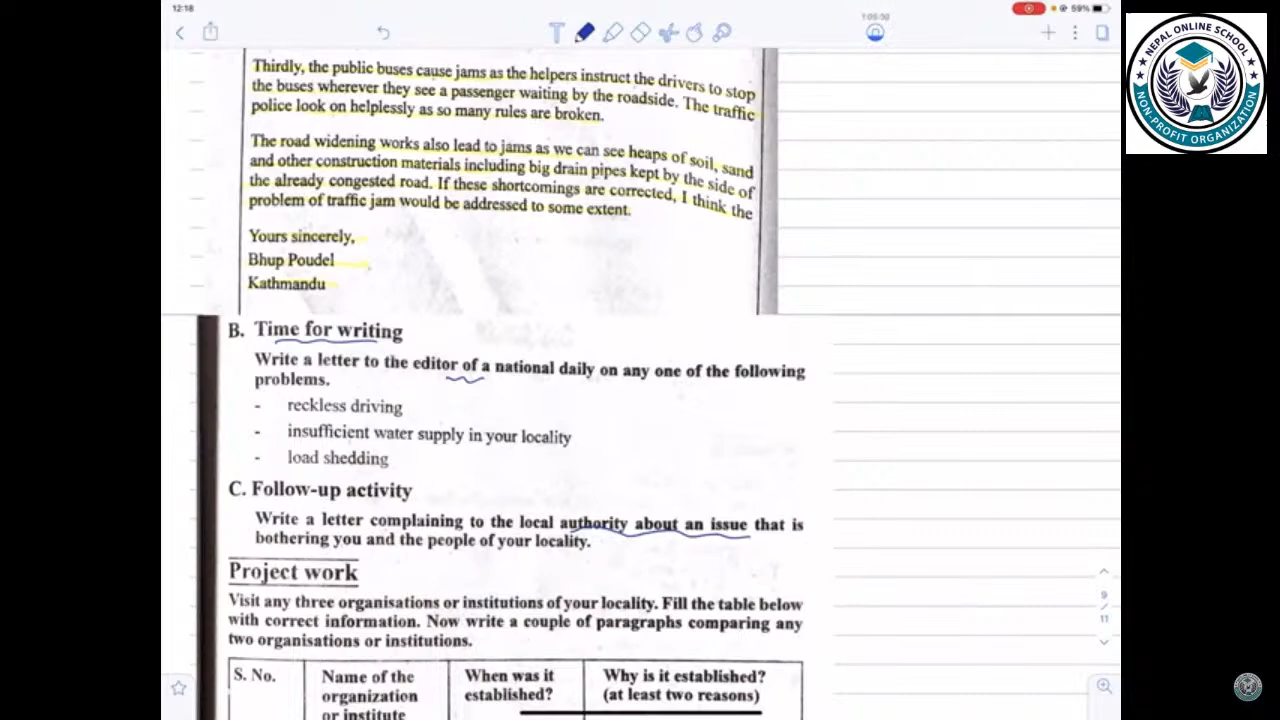 12:18
1:05:50
59%
T
NEPAL ONLINE SCHOOL
NON-PROFIT ORGANIZATION
Thirdly, the public buses cause jams as the helpers instruct the drivers to stop
the buses wherever they see a passenger waiting by the roadside. The traffic
police look on helplessly as so many rules are broken.
The road widening works also lead to jams as we can see heaps of soil, sand
and other construction materials including big drain pipes kept by the side of
the already congested road. If these shortcomings are corrected, I think the
problem of traffic jam would be addressed to some extent.
Yours sincerely,
Bhup Poudel
Kathmandu
B. Time for writing
Write a letter to the editor of a national daily on any one of the following
problems.
- reckless driving
- insufficient water supply in your locality
- load shedding
C. Follow-up activity
Write a letter complaining to the local authority about an issue that is
bothering you and the people of your locality.
Project work
Visit any three organisations or institutions of your locality. Fill the table below
with correct information. Now write a couple of paragraphs comparing any
two organisations or institutions.
S. No.
Name of the
organization
or institute
When was it
established?
Why is it established?
(at least two reasons)
9
/
11